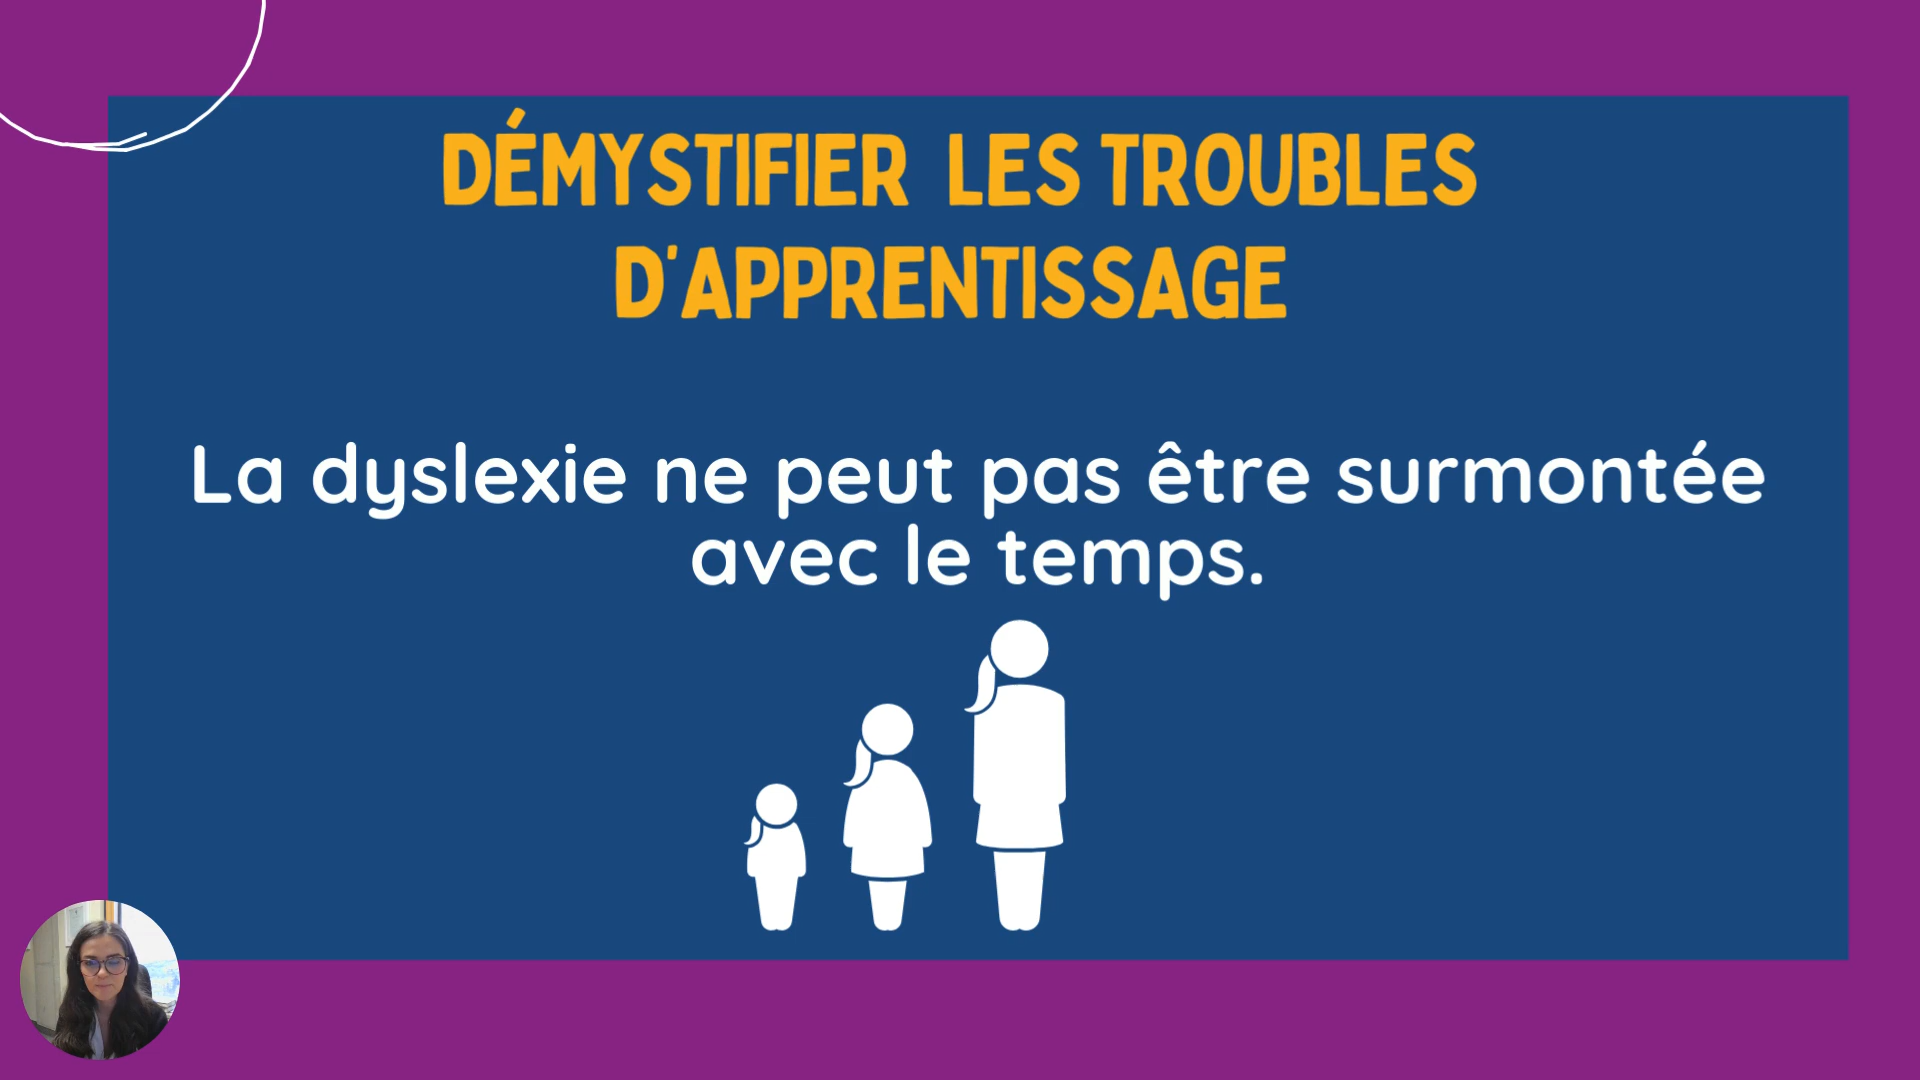 DÉMYSTIFIER LES TROUBLES
D'APPRENTISSAGE
La dyslexie ne peut pas être surmontée
avec le temps.